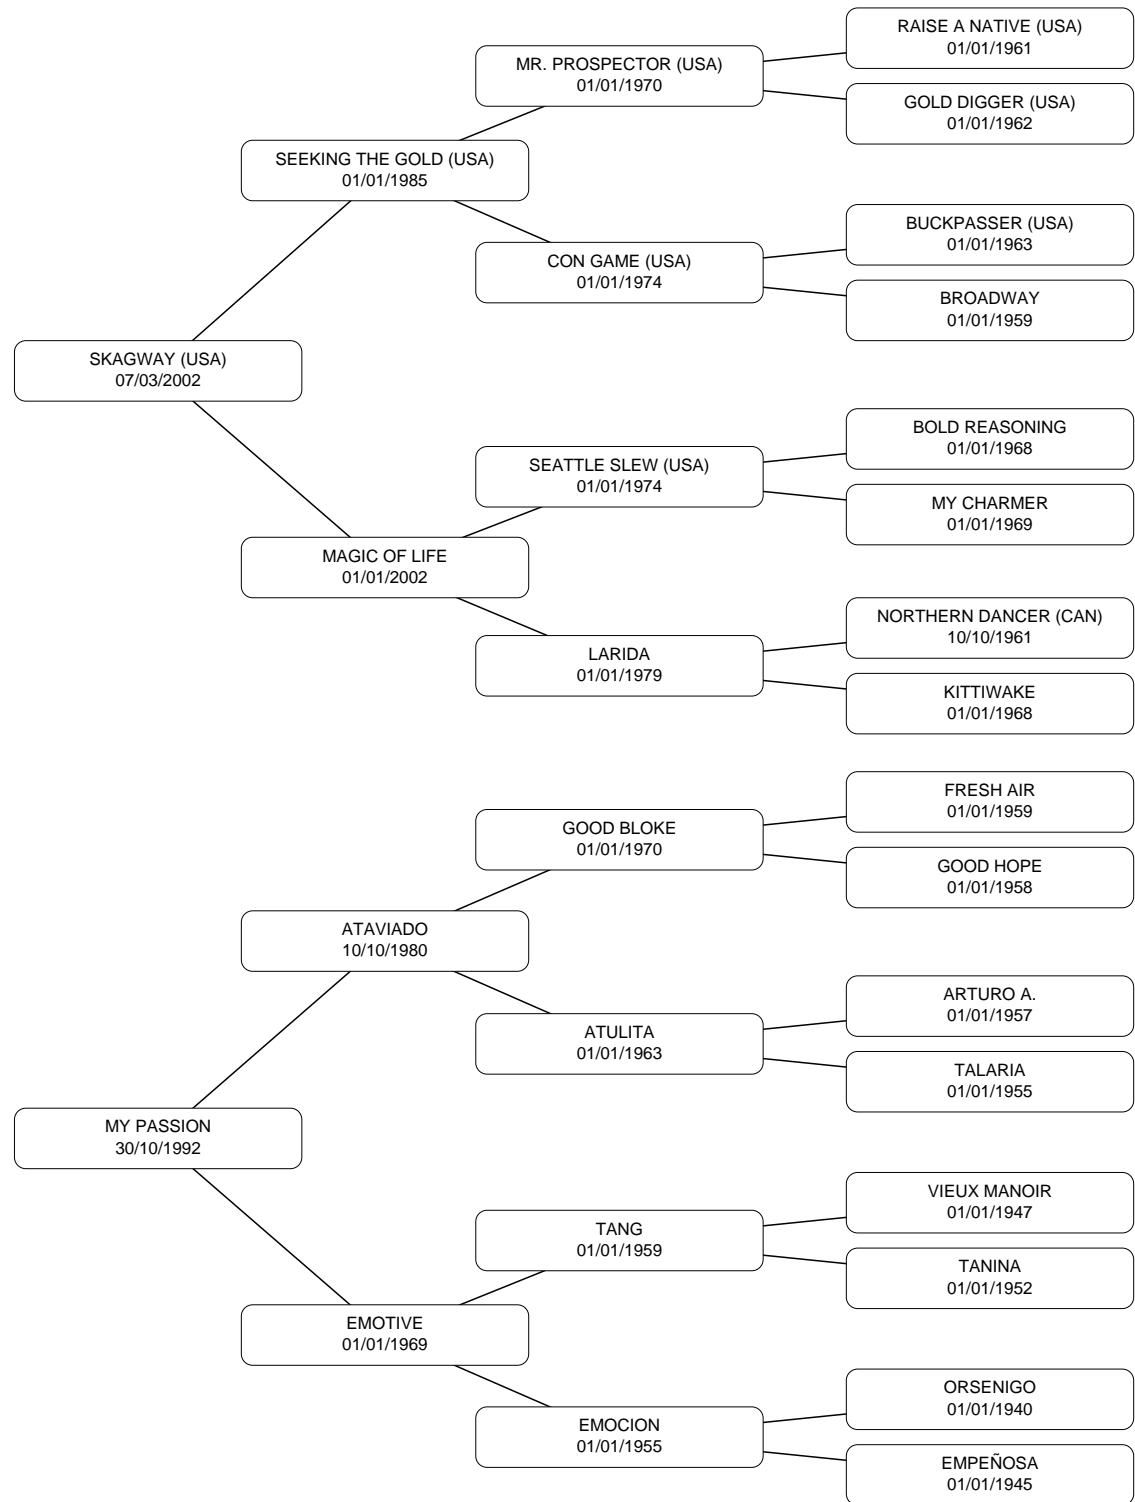 RAISE A NATIVE (USA)
01/01/1961
MR. PROSPECTOR (USA)
01/01/1970
GOLD DIGGER (USA)
01/01/1962
SEEKING THE GOLD (USA)
01/01/1985
BUCKPASSER (USA)
01/01/1963
CON GAME (USA)
01/01/1974
BROADWAY
01/01/1959
SKAGWAY (USA)
07/03/2002
BOLD REASONING
01/01/1968
SEATTLE SLEW (USA)
01/01/1974
MY CHARMER
01/01/1969
MAGIC OF LIFE
01/01/2002
NORTHERN DANCER (CAN)
10/10/1961
LARIDA
01/01/1979
KITTIWAKE
01/01/1968
FRESH AIR
01/01/1959
GOOD BLOKE
01/01/1970
GOOD HOPE
01/01/1958
ATAVIADO
10/10/1980
ARTURO A.
01/01/1957
ATULITA
01/01/1963
TALARIA
01/01/1955
MY PASSION
30/10/1992
VIEUX MANOIR
01/01/1947
TANG
01/01/1959
TANINA
01/01/1952
EMOTIVE
01/01/1969
ORSENIGO
01/01/1940
EMOCION
01/01/1955
EMPEÑOSA
01/01/1945